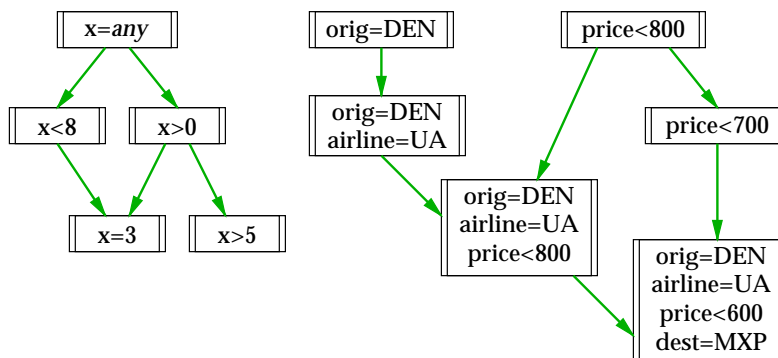 x=any
x<8
x>0
x=3
x>5
orig=DEN
orig=DEN
airline=UA
price<800
price<700
orig=DEN
airline=UA
price<800
orig=DEN
airline=UA
price<600
dest=MXP